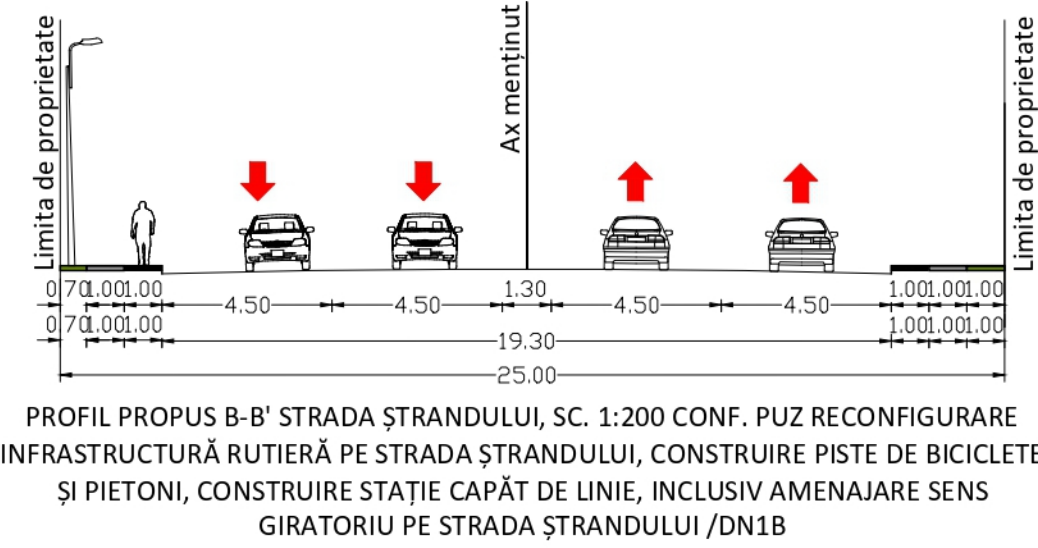 Limita de proprietate
Ax menținut
Limita de proprietate
0.70 1.00 1.00 4.50 4.50 1.30 4.50 4.50 1.00 1.00 1.00
0.70 1.00 1.00 19.30 1.00 1.00 1.00
25.00
PROFIL PROPUS B-B' STRADA ȘTRANDULUI, SC. 1:200 CONF. PUZ RECONFIGURARE
INFRASTRUCTURĂ RUTIERĂ PE STRADA ȘTRANDULUI, CONSTRUIRE PISTE DE BICICLETE
ȘI PIETONI, CONSTRUIRE STAȚIE CAPĂT DE LINIE, INCLUSIV AMENAJARE SENS
GIRATORIU PE STRADA ȘTRANDULUI /DN1B